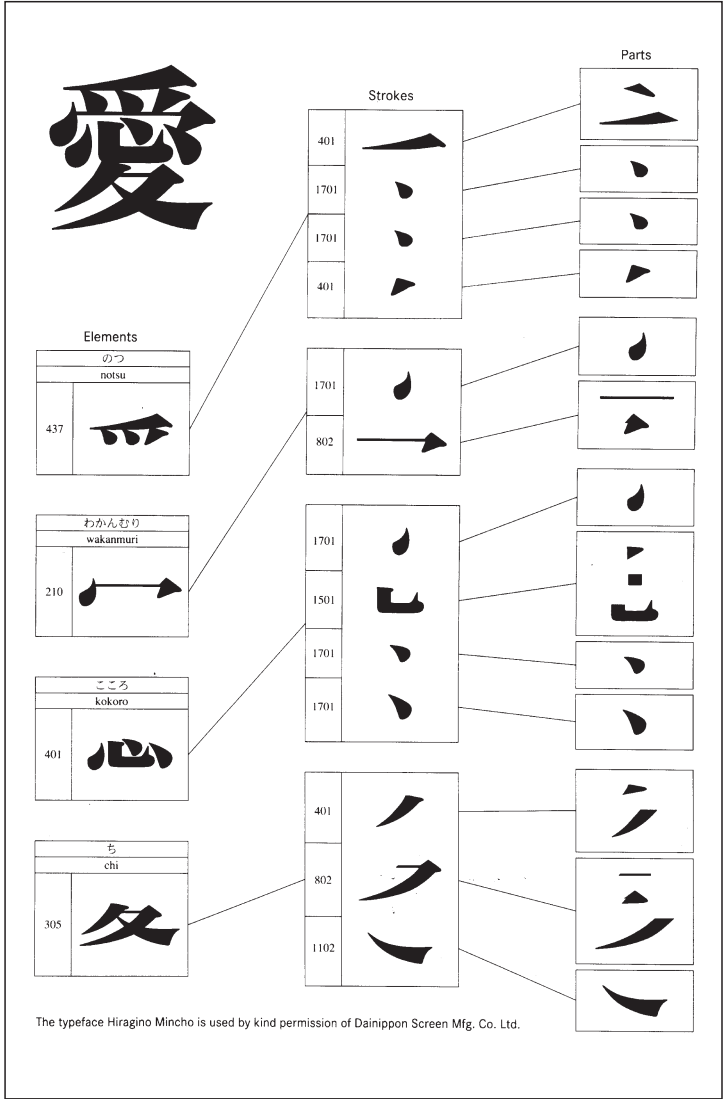 愛
Parts
Strokes
401
1701
1701
401
Elements
のつ
notsu
437
1701
802
わかんむり
wakanmuri
210
1701
1501
1701
1701
こころ
kokoro
401
心
401
802
1102
ち
chi
305
夂
The typeface Hiragino Mincho is used by kind permission of Dainippon Screen Mfg. Co. Ltd.